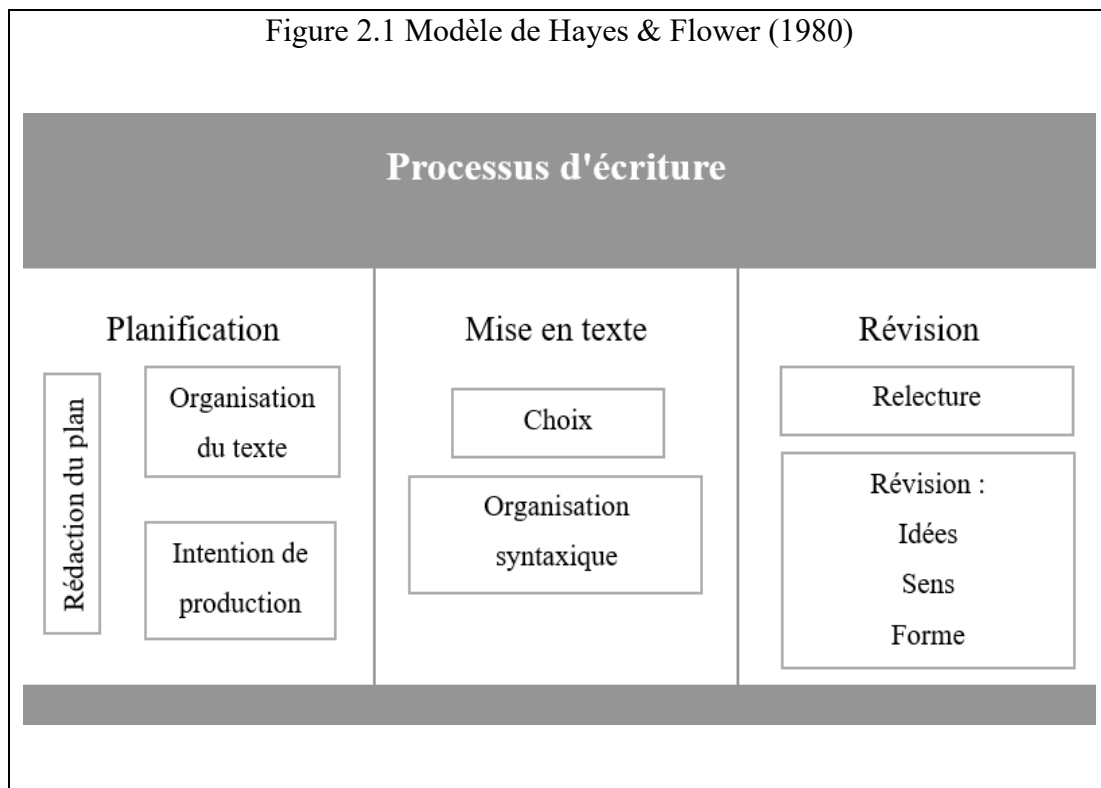 Figure 2.1 Modèle de Hayes & Flower (1980)
Processus d'écriture
Planification
Rédaction du plan
Organisation
du texte
Intention de
production
Mise en texte
Choix
Organisation
syntaxique
Révision
Relecture
Révision :
Idées
Sens
Forme